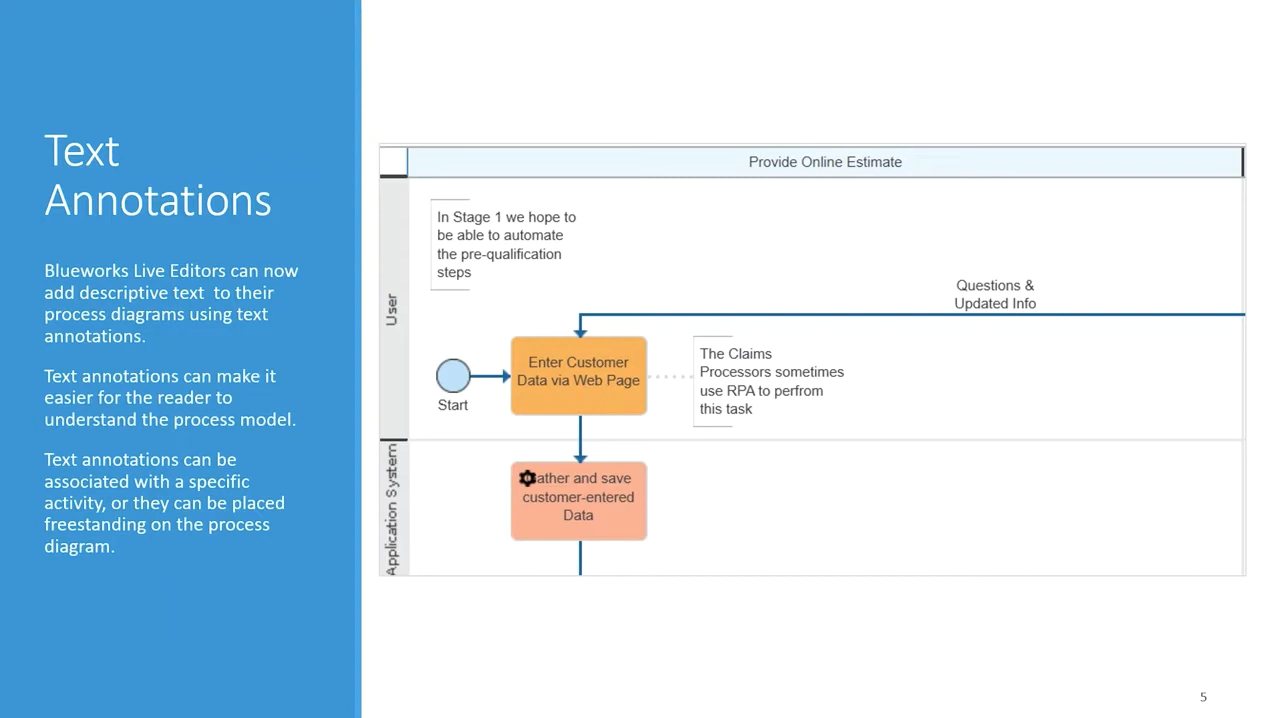 Text
Annotations
Blueworks Live Editors can now
add descriptive text to their
process diagrams using text
annotations.
Text annotations can make it
easier for the reader to
understand the process model.
Text annotations can be
associated with a specific
activity, or they can be placed
freestanding on the process
diagram.
Provide Online Estimate
User
In Stage 1 we hope to
be able to automate
the pre-qualification
steps
Questions &
Updated Info
Start
Enter Customer
Data via Web Page
The Claims
Processors sometimes
use RPA to perfrom
this task
Application System
ather and save
customer-entered
Data
5